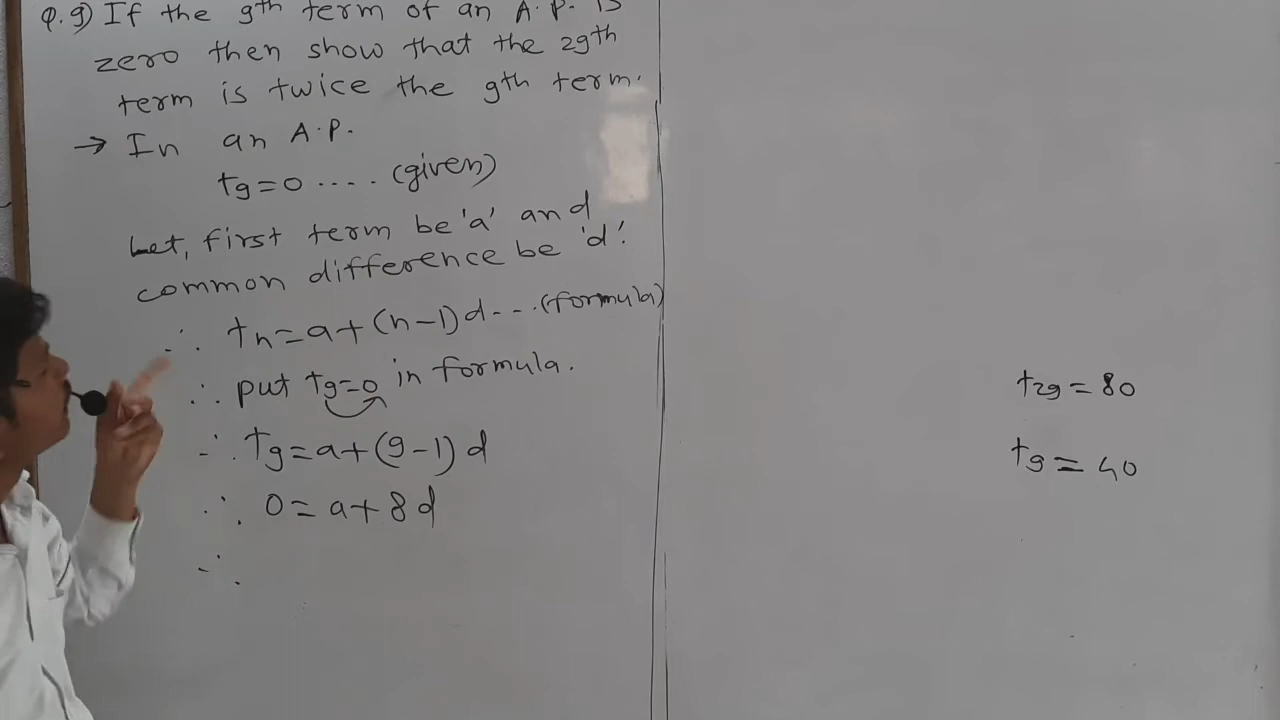 Q.9) If the 9th term of an A.P. is
zero then show that the 29th
term is twice the 9th term.
→ In an A.P.
t9=0 .... (given)
Let, first term be 'a' and
common difference be 'd'.
∴ tn=a+(n-1)d--.(formula)
∴ put t9=0 in formula.
∴ t9=a+(9-1)d
∴ 0=a+8d
∴
t29=80
t9=40